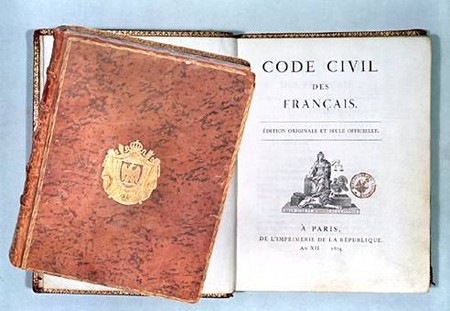 CODE CIVIL
DES
FRANÇAIS.
ÉDITION ORIGINALE ET SEULE OFFICIELLE.
À PARIS,
DE L'IMPRIMERIE DE LA RÉPUBLIQUE.
AN XII 1804.